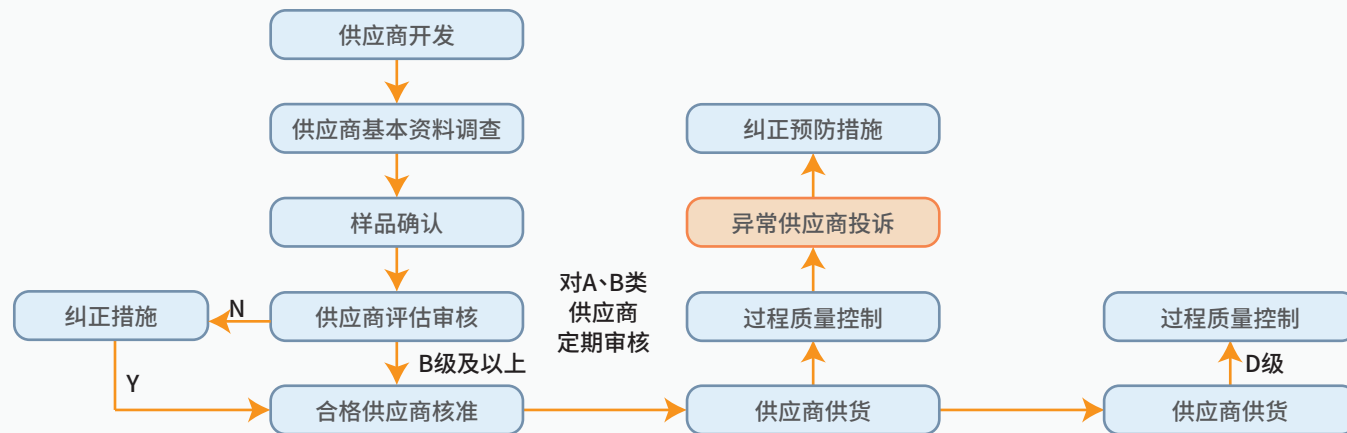 供应商开发
供应商基本资料调查
纠正预防措施
样品确认
异常供应商投诉
对A、B类
供应商
定期审核
纠正措施
N
供应商评估审核
过程质量控制
过程质量控制
Y
B级及以上
D级
合格供应商核准
供应商供货
供应商供货